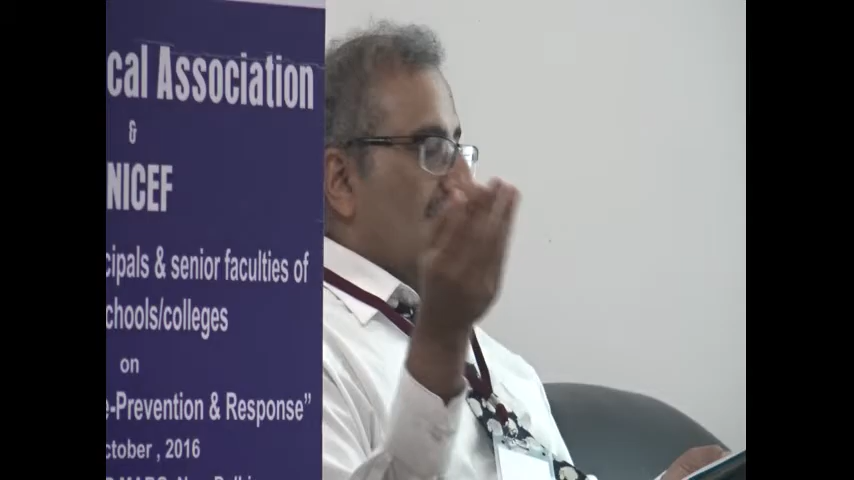 cal Association
&
NICEF
cipals & senior faculties of
chools/colleges
on
e-Prevention & Response”
ctober , 2016